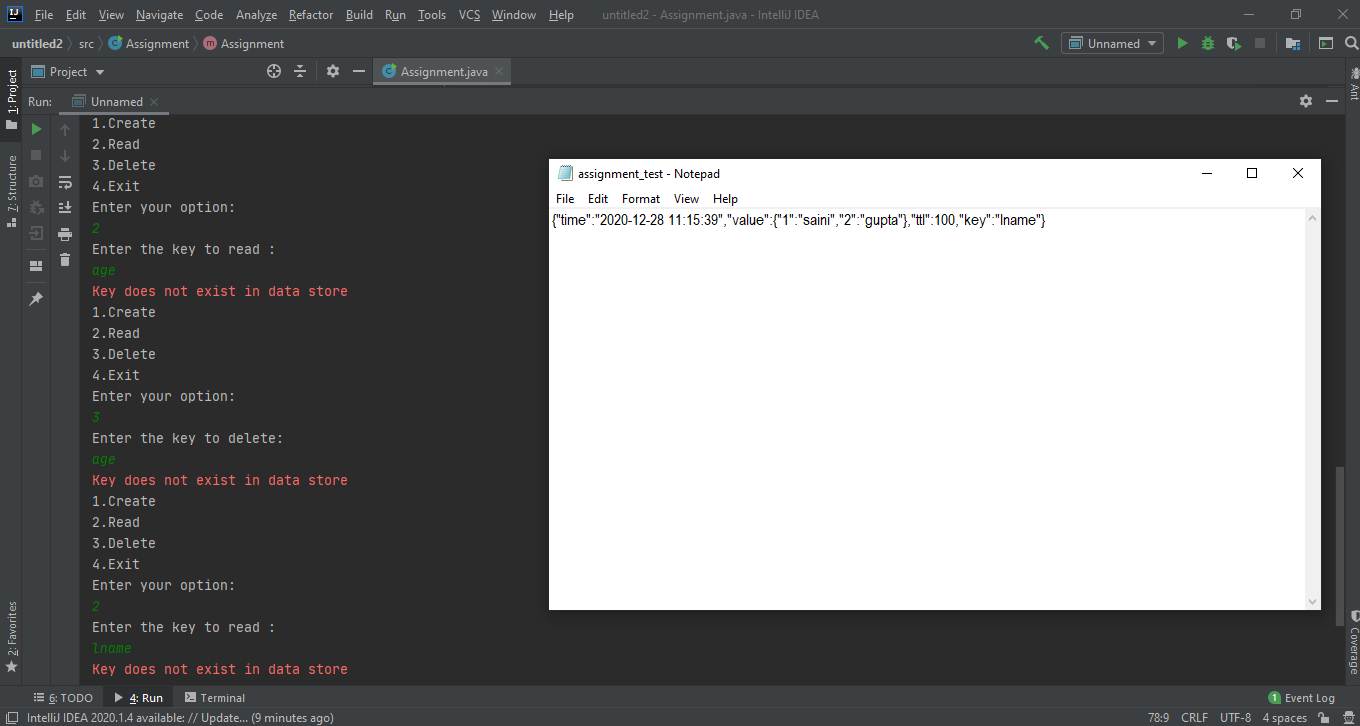 File Edit View Navigate Code Analyze Refactor Build Run Tools VCS Window Help untitled2 - Assignment.java - IntelliJ IDEA
untitled2 src Assignment Assignment Unnamed
Project Assignment.java
Run: Unnamed
1.Create
2.Read
3.Delete
4.Exit
Enter your option:
2
Enter the key to read :
age
Key does not exist in data store
1.Create
2.Read
3.Delete
4.Exit
Enter your option:
3
Enter the key to delete:
age
Key does not exist in data store
1.Create
2.Read
3.Delete
4.Exit
Enter your option:
2
Enter the key to read :
lname
Key does not exist in data store
assignment_test - Notepad
File Edit Format View Help
{"time":"2020-12-28 11:15:39","value":{"1":"saini","2":"gupta"},"ttl":100,"key":"lname"}
1: Project
7: Structure
2: Favorites
Ant
Coverage
6: TODO 4: Run Terminal 1 Event Log
IntelliJ IDEA 2020.1.4 available: // Update... (9 minutes ago) 78:9 CRLF UTF-8 4 spaces